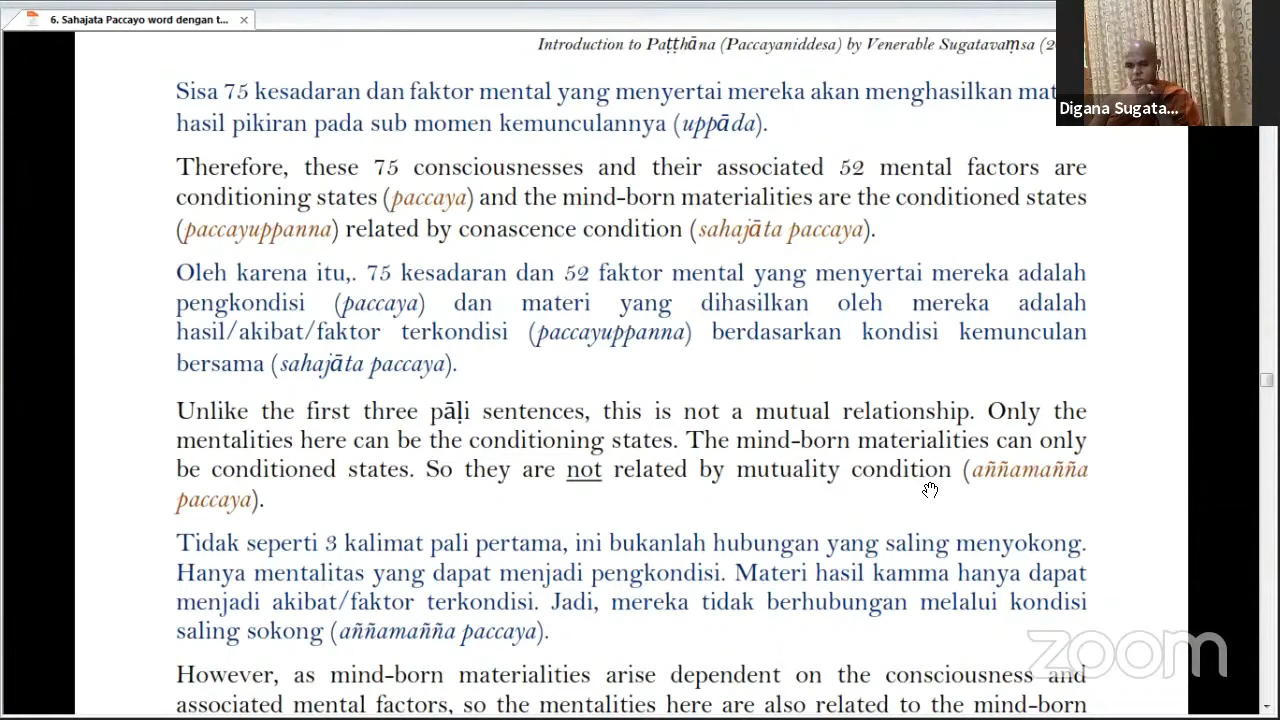 6. Sahajata Paccayo word dengan t...
Introduction to Paṭṭhāna (Paccayaniddesa) by Venerable Sugatavaṃsa
Digana Sugata...
Sisa 75 kesadaran dan faktor mental yang menyertai mereka akan menghasilkan
hasil pikiran pada sub momen kemunculannya (uppāda).
Therefore, these 75 consciousnesses and their associated 52 mental factors are
conditioning states (paccaya) and the mind-born materialities are the conditioned states
(paccayuppanna) related by conascence condition (sahajāta paccaya).
Oleh karena itu,. 75 kesadaran dan 52 faktor mental yang menyertai mereka adalah
pengkondisi (paccaya) dan materi yang dihasilkan oleh mereka adalah
hasil/akibat/faktor terkondisi (paccayuppanna) berdasarkan kondisi kemunculan
bersama (sahajāta paccaya).
Unlike the first three pāḷi sentences, this is not a mutual relationship. Only the
mentalities here can be the conditioning states. The mind-born materialities can only
be conditioned states. So they are not related by mutuality condition (aññamañña
paccaya).
Tidak seperti 3 kalimat pali pertama, ini bukanlah hubungan yang saling menyokong.
Hanya mentalitas yang dapat menjadi pengkondisi. Materi hasil kamma hanya dapat
menjadi akibat/faktor terkondisi. Jadi, mereka tidak berhubungan melalui kondisi
saling sokong (aññamañña paccaya).
zoom
However, as mind-born materialities arise dependent on the consciousness and
associated mental factors, so the mentalities here are also related to the mind-born